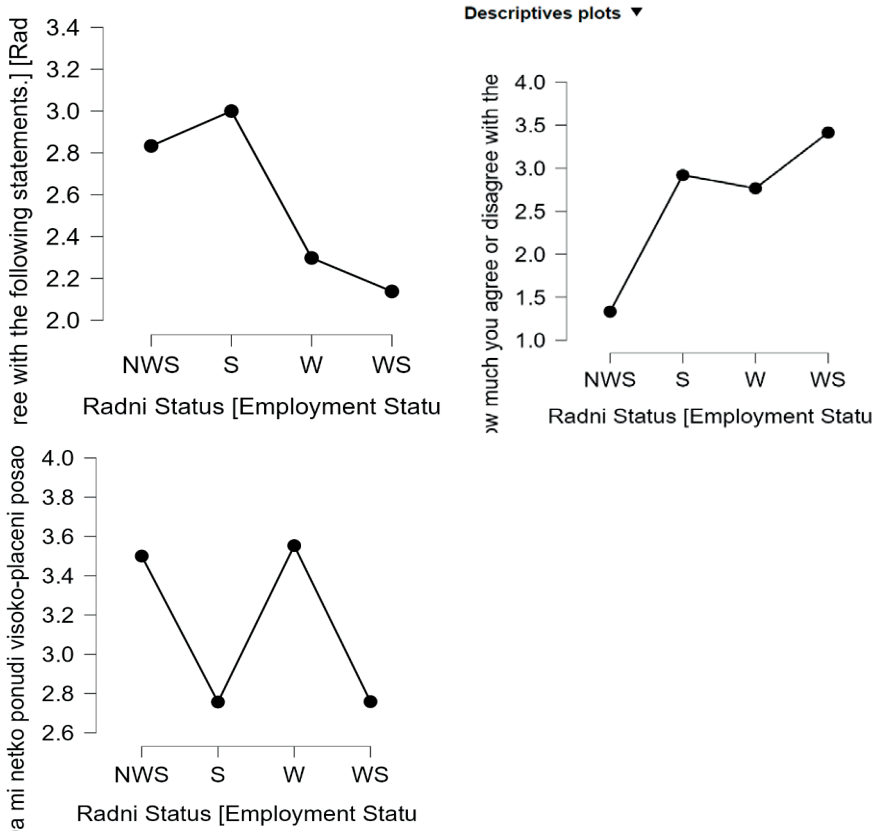 ree with the following statements.] [Rad
3.4
3.2
3.0
2.8
2.6
2.4
2.2
2.0
NWS S W WS
Radni Status [Employment Statu
Descriptives plots ▼
ow much you agree or disagree with the
4.0
3.5
3.0
2.5
2.0
1.5
1.0
NWS S W WS
Radni Status [Employment Statu
a mi netko ponudi visoko-placeni posao
4.0
3.8
3.6
3.4
3.2
3.0
2.8
2.6
NWS S W WS
Radni Status [Employment Statu